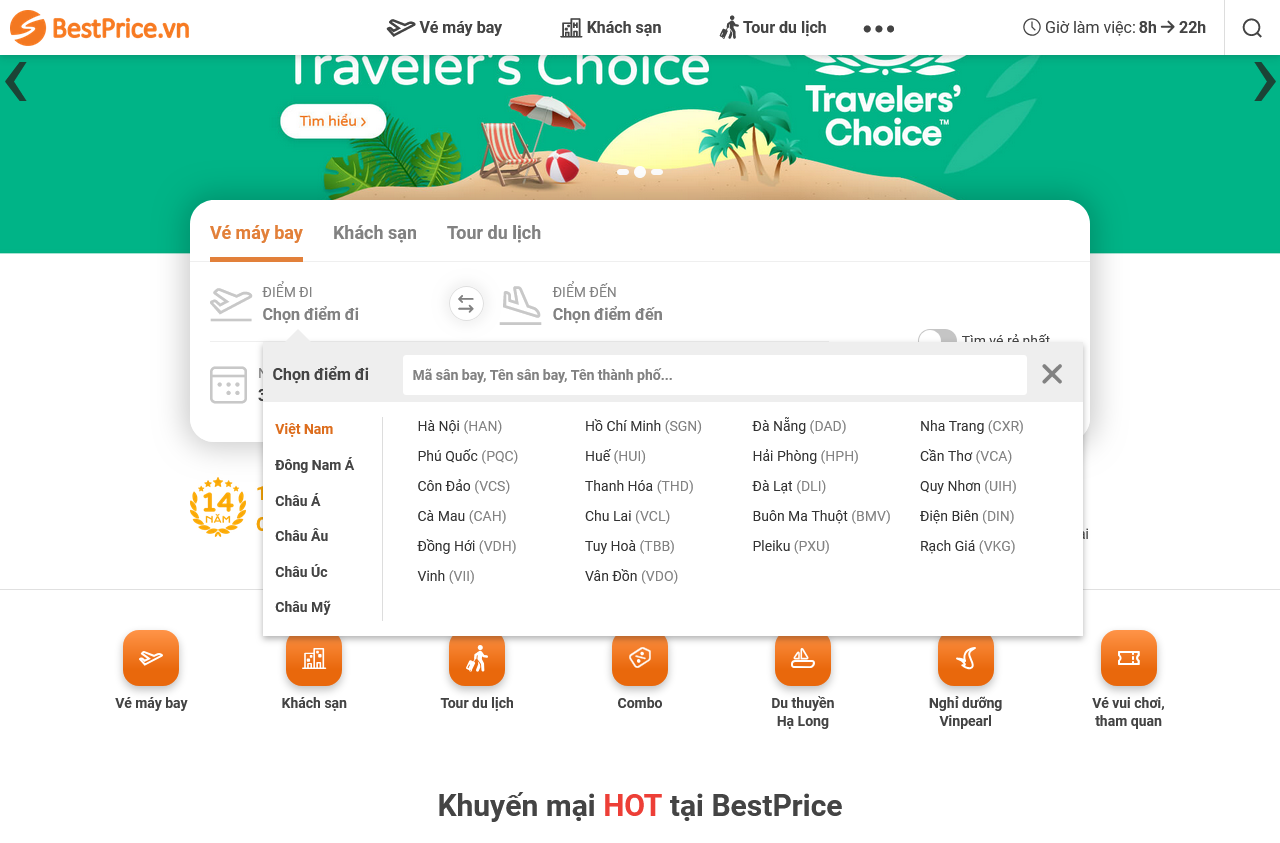 BestPrice.vn
Vé máy bay
Khách sạn
Tour du lịch
Giờ làm việc: 8h → 22h
Traveler's Choice
Tìm hiểu
Travelers'
Choice™
Vé máy bay
Khách sạn
Tour du lịch
ĐIỂM ĐI
Chọn điểm đi
ĐIỂM ĐẾN
Chọn điểm đến
Tìm vé rẻ nhất
Chọn điểm đi
Mã sân bay, Tên sân bay, Tên thành phố...
Việt Nam
Đông Nam Á
Châu Á
Châu Âu
Châu Úc
Châu Mỹ
Hà Nội (HAN)
Hồ Chí Minh (SGN)
Đà Nẵng (DAD)
Nha Trang (CXR)
Phú Quốc (PQC)
Huế (HUI)
Hải Phòng (HPH)
Cần Thơ (VCA)
Côn Đảo (VCS)
Thanh Hóa (THD)
Đà Lạt (DLI)
Quy Nhơn (UIH)
Cà Mau (CAH)
Chu Lai (VCL)
Buôn Ma Thuột (BMV)
Điện Biên (DIN)
Đồng Hới (VDH)
Tuy Hoà (TBB)
Pleiku (PXU)
Rạch Giá (VKG)
Vinh (VII)
Vân Đồn (VDO)
14
NĂM
Vé máy bay
Khách sạn
Tour du lịch
Combo
Du thuyền
Hạ Long
Nghỉ dưỡng
Vinpearl
Vé vui chơi,
tham quan
Khuyến mại HOT tại BestPrice